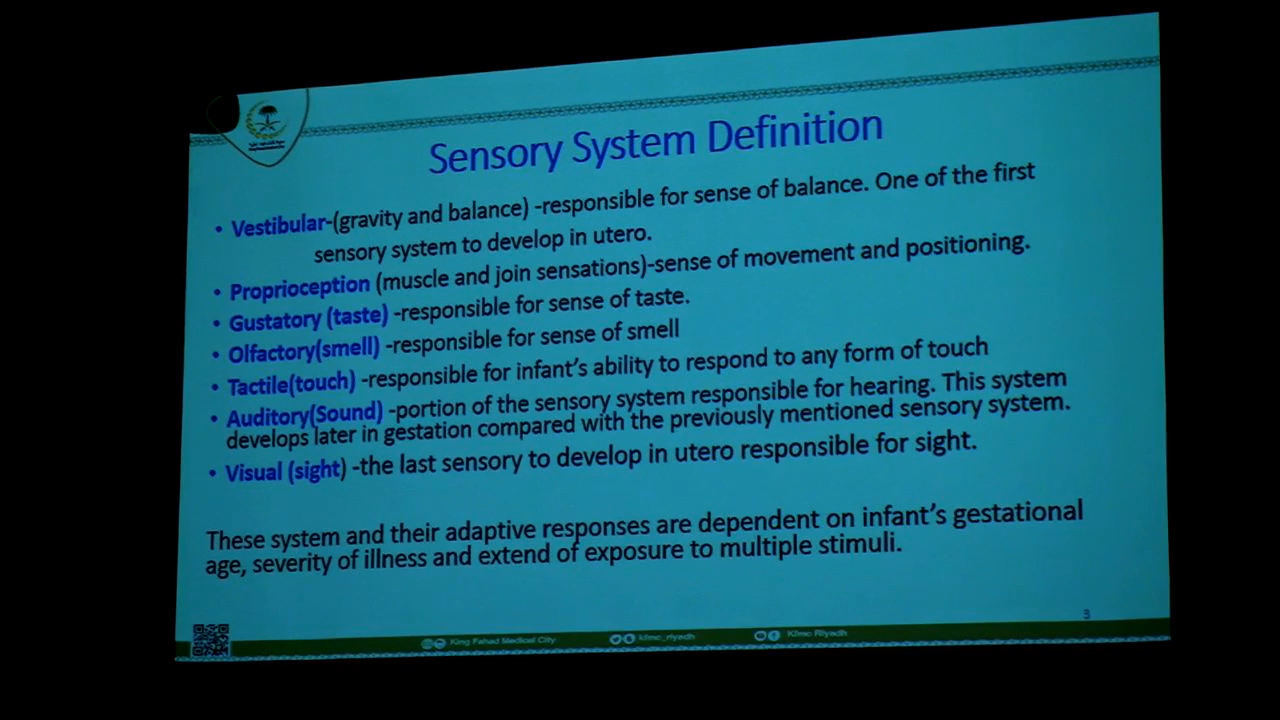 Sensory System Definition
• Vestibular-(gravity and balance) -responsible for sense of balance. One of the first
sensory system to develop in utero.
• Proprioception (muscle and join sensations)-sense of movement and positioning.
• Gustatory (taste) -responsible for sense of taste.
• Olfactory(smell) -responsible for sense of smell
• Tactile(touch) -responsible for infant's ability to respond to any form of touch
• Auditory(Sound) -portion of the sensory system responsible for hearing. This system
develops later in gestation compared with the previously mentioned sensory system.
• Visual (sight) -the last sensory to develop in utero responsible for sight.
These system and their adaptive responses are dependent on infant's gestational
age, severity of illness and extend of exposure to multiple stimuli.
3
King Fahad Medical City kfmc_riyadh Kfmc Riyadh